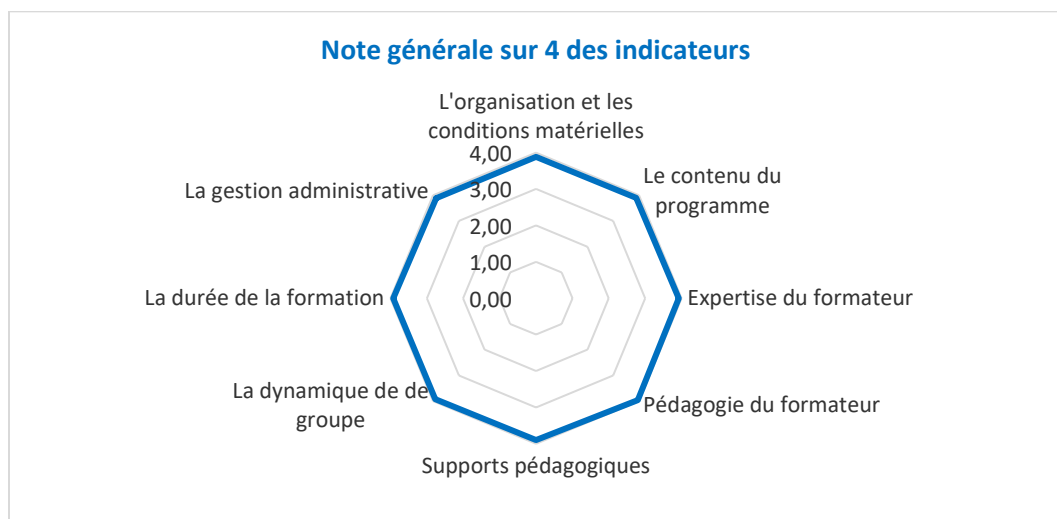 Note générale sur 4 des indicateurs
L'organisation et les
conditions matérielles
4,00
3,00
2,00
1,00
0,00
Le contenu du
programme
Expertise du formateur
Pédagogie du formateur
Supports pédagogiques
La dynamique de de
groupe
La durée de la formation
La gestion administrative